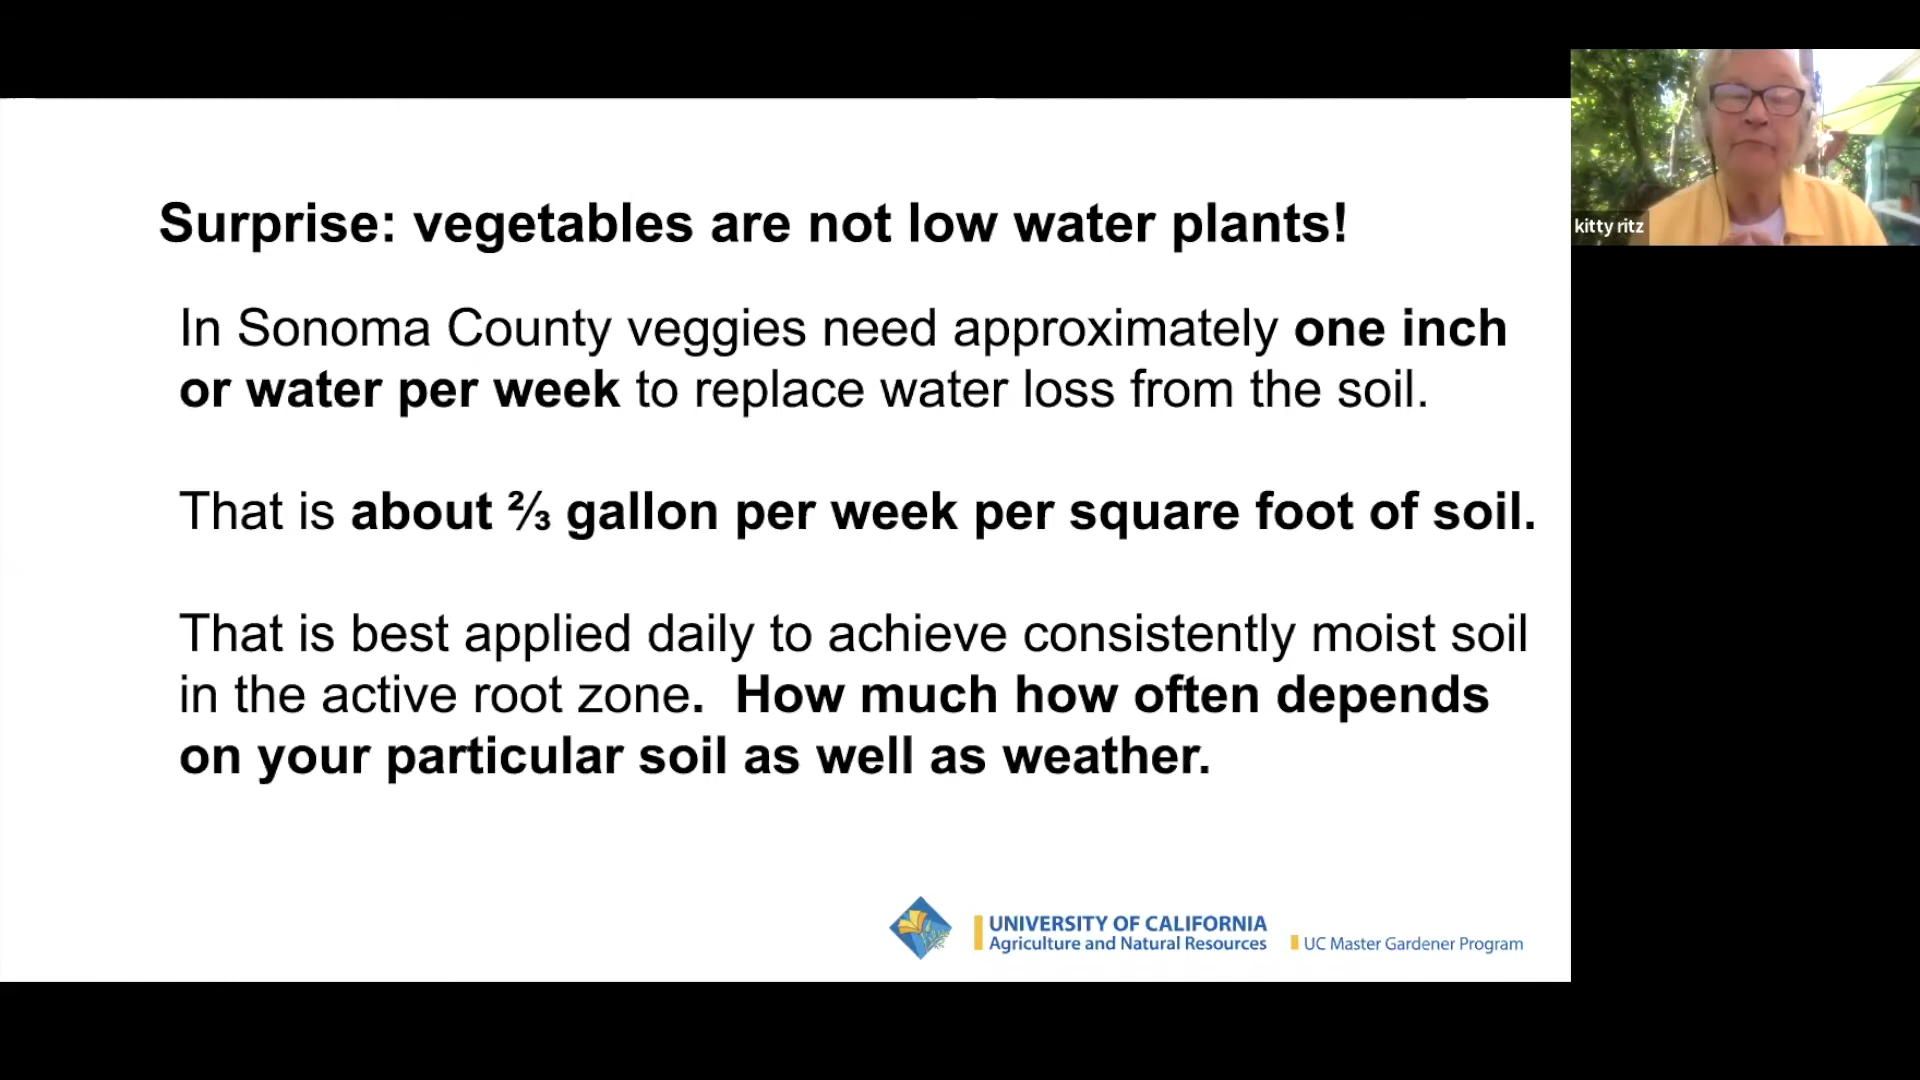 Surprise: vegetables are not low water plants!
In Sonoma County veggies need approximately one inch
or water per week to replace water loss from the soil.
That is about ⅔ gallon per week per square foot of soil.
That is best applied daily to achieve consistently moist soil
in the active root zone.  How much how often depends
on your particular soil as well as weather.
UNIVERSITY OF CALIFORNIA
Agriculture and Natural Resources
UC Master Gardener Program
kitty ritz